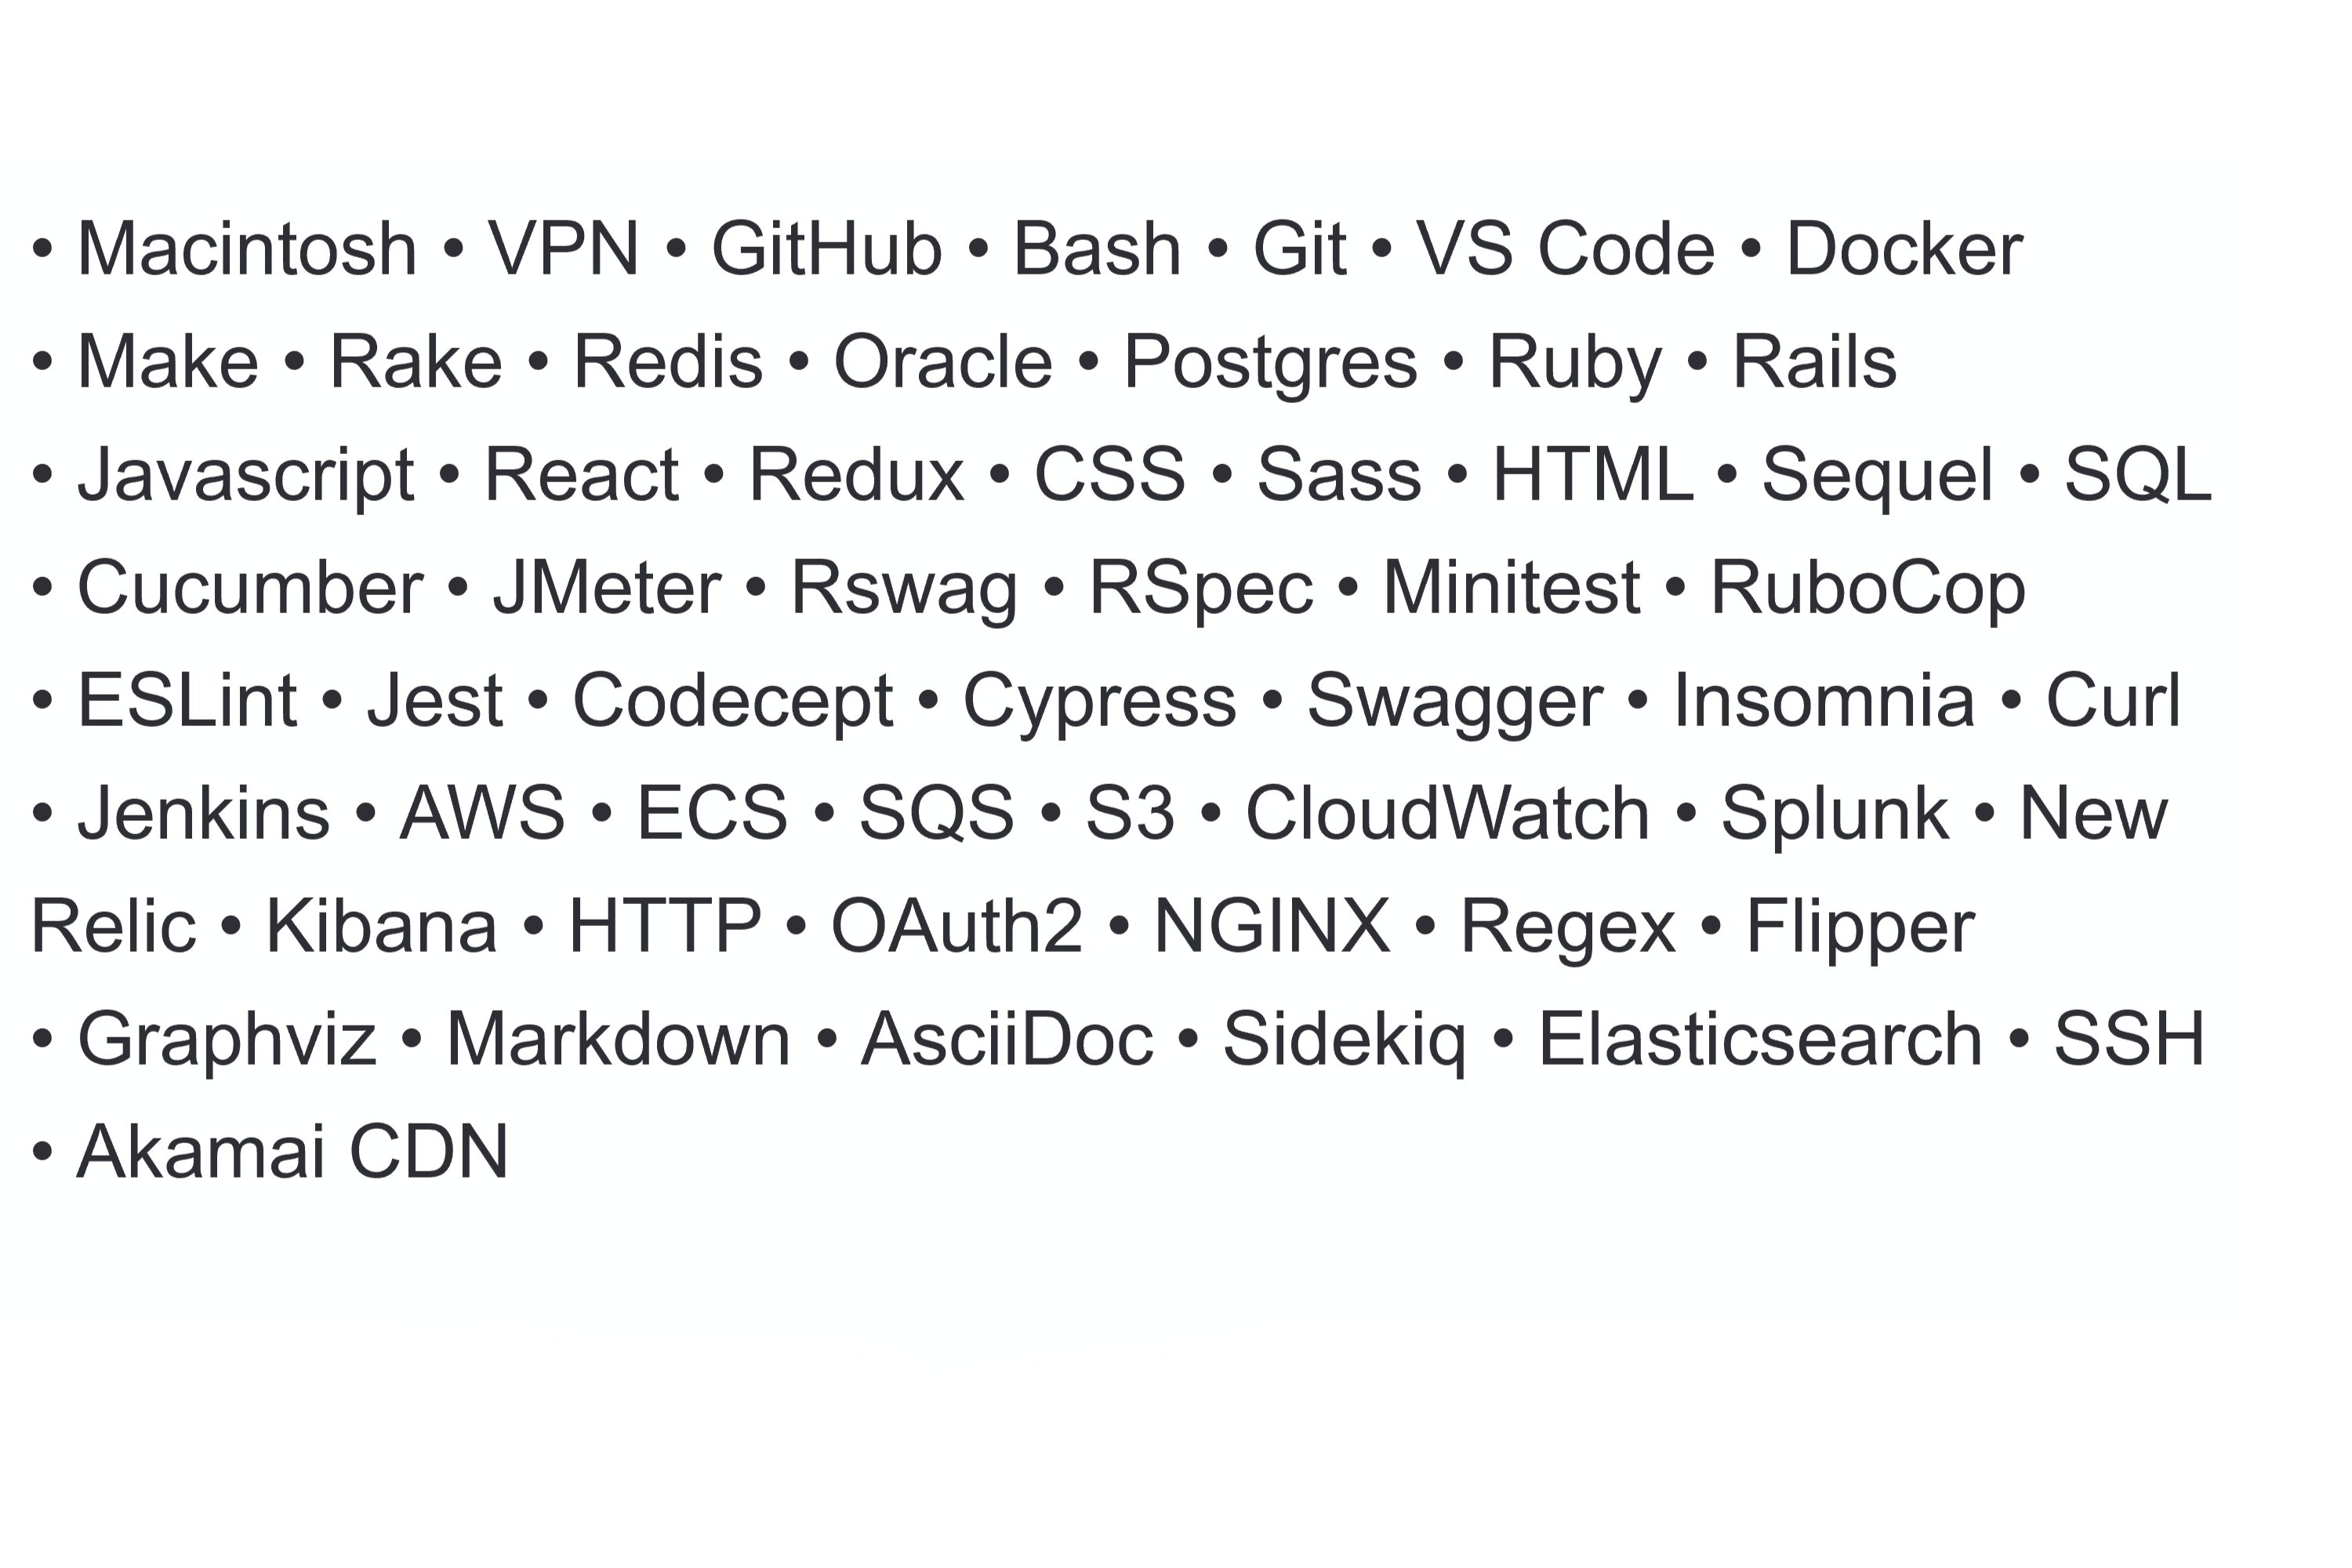 • Macintosh • VPN • GitHub • Bash • Git • VS Code • Docker
• Make • Rake • Redis • Oracle • Postgres • Ruby • Rails
• Javascript • React • Redux • CSS • Sass • HTML • Sequel • SQL
• Cucumber • JMeter • Rswag • RSpec • Minitest • RuboCop
• ESLint • Jest • Codecept • Cypress • Swagger • Insomnia • Curl
• Jenkins • AWS • ECS • SQS • S3 • CloudWatch • Splunk • New
Relic • Kibana • HTTP • OAuth2 • NGINX • Regex • Flipper
• Graphviz • Markdown • AsciiDoc • Sidekiq • Elasticsearch • SSH
• Akamai CDN